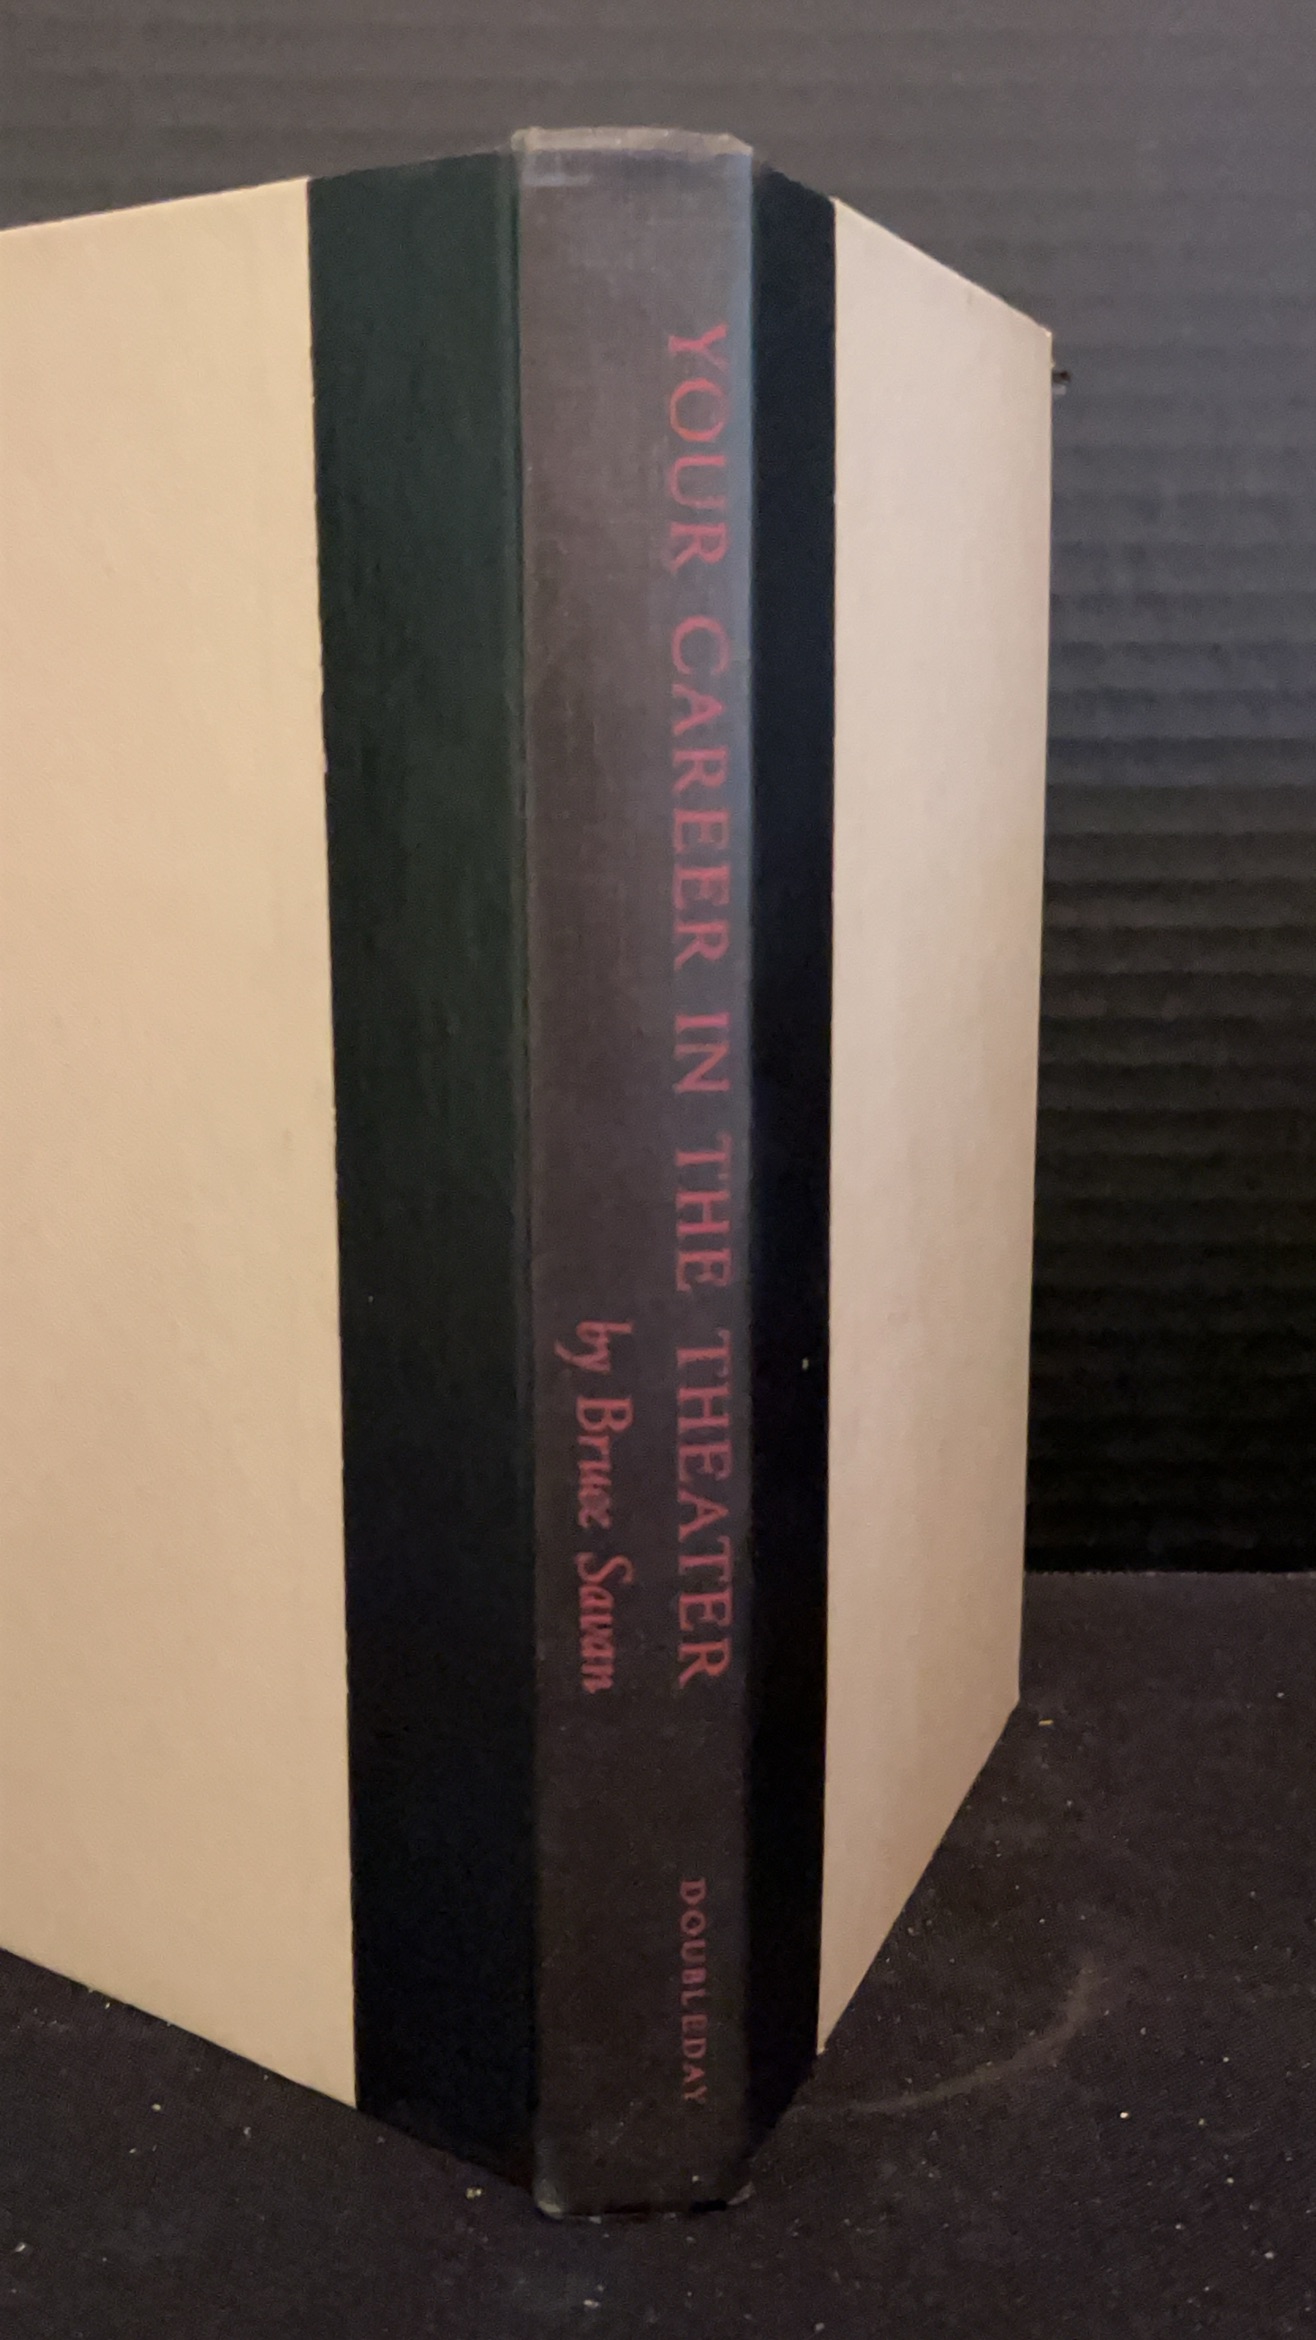 YOUR CAREER IN THE THEATER
by Bruce Savan
DOUBLEDAY